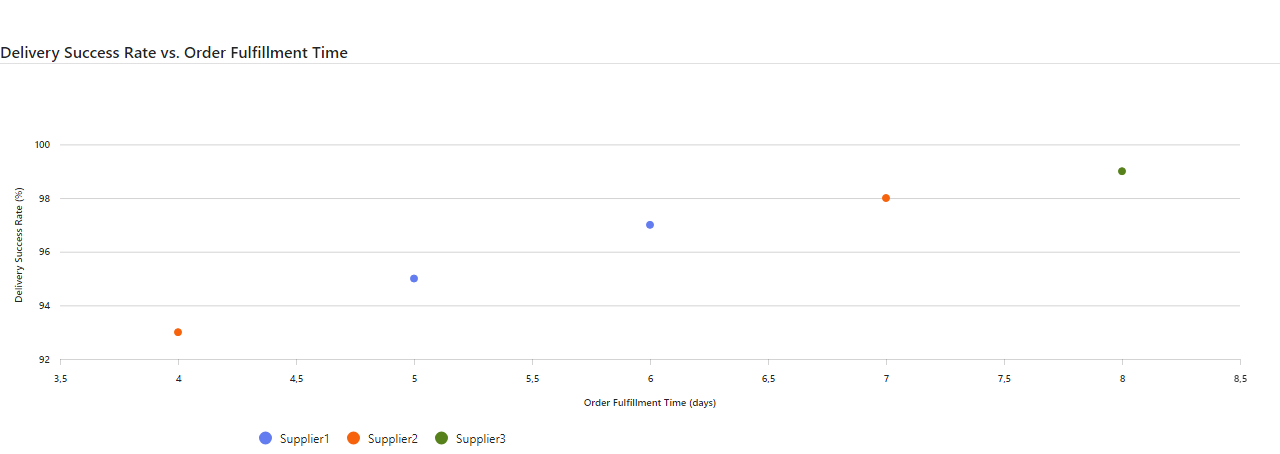 Delivery Success Rate vs. Order Fulfillment Time
Delivery Success Rate (%)
100
98
96
94
92
3,5 4 4,5 5 5,5 6 6,5 7 7,5 8 8,5
Order Fulfillment Time (days)
Supplier1 Supplier2 Supplier3